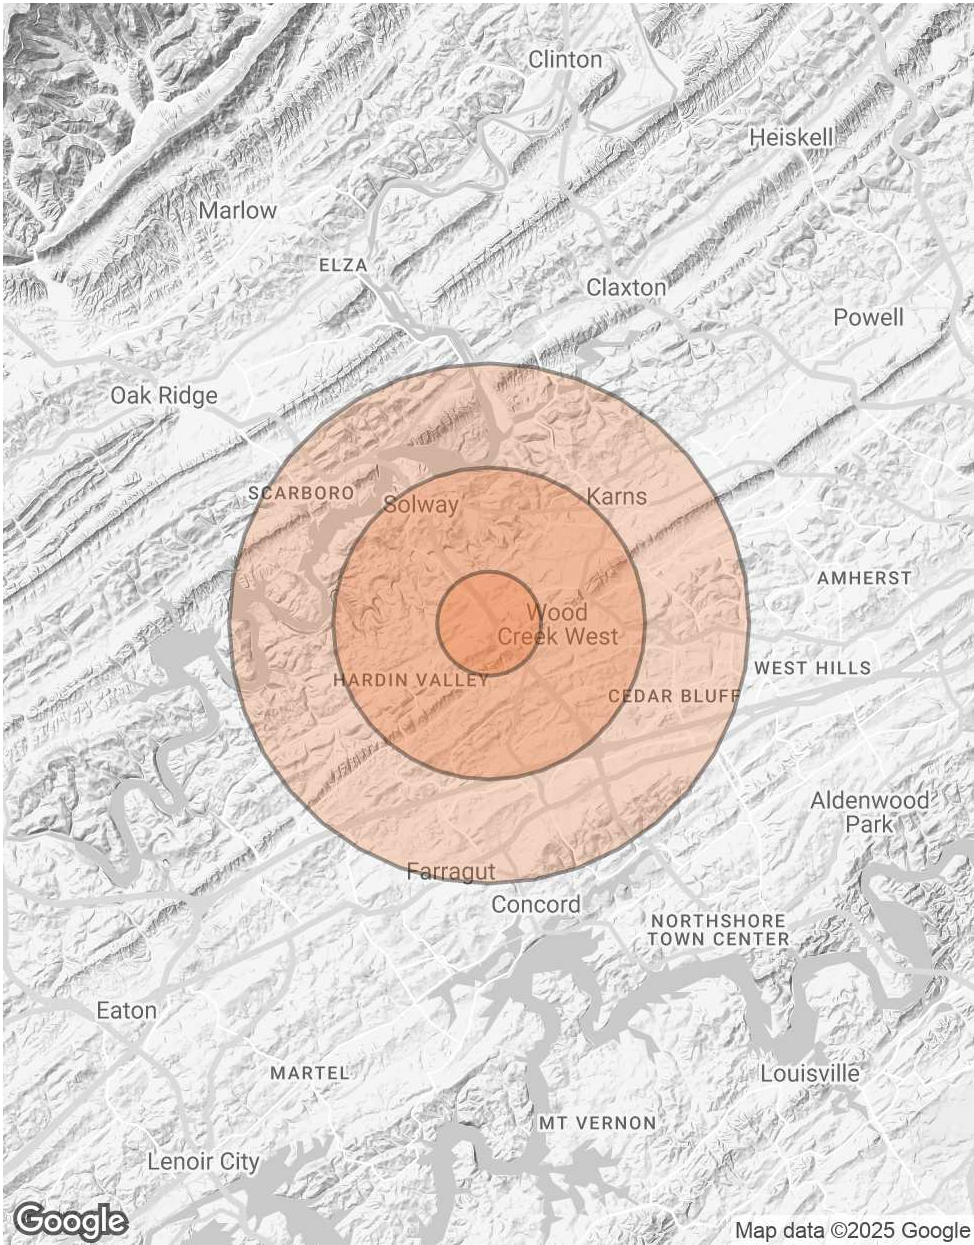 Clinton
Heiskell
Marlow
ELZA
Claxton
Powell
Oak Ridge
SCARBORO
Solway
Karns
AMHERST
Wood
Creek West
WEST HILLS
HARDIN VALLEY
CEDAR BLUFF
Aldenwood
Park
Farragut
Concord
NORTHSHORE
TOWN CENTER
Eaton
MARTEL
Louisville
MT VERNON
Lenoir City
Google
Map data ©2025 Google